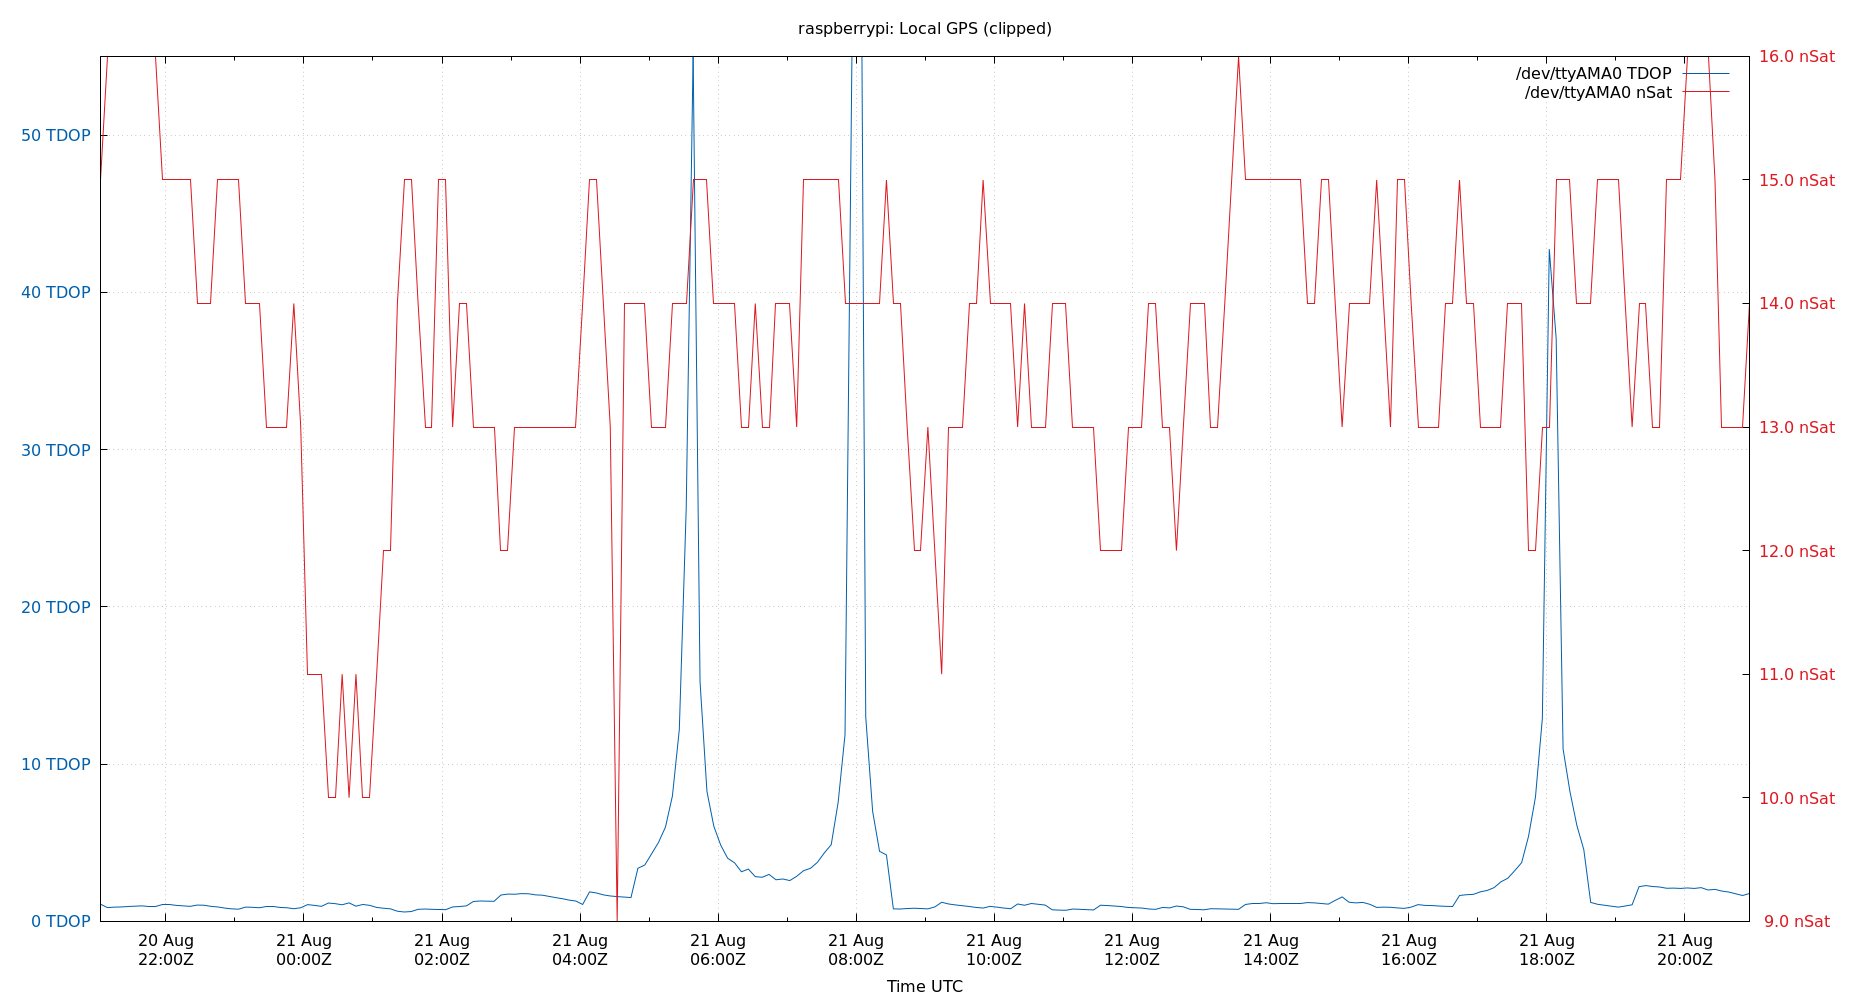 raspberrypi: Local GPS (clipped)
/dev/ttyAMA0 TDOP
/dev/ttyAMA0 nSat
50 TDOP
40 TDOP
30 TDOP
20 TDOP
10 TDOP
0 TDOP
16.0 nSat
15.0 nSat
14.0 nSat
13.0 nSat
12.0 nSat
11.0 nSat
10.0 nSat
9.0 nSat
20 Aug
22:00Z
21 Aug
00:00Z
21 Aug
02:00Z
21 Aug
04:00Z
21 Aug
06:00Z
21 Aug
08:00Z
21 Aug
10:00Z
21 Aug
12:00Z
21 Aug
14:00Z
21 Aug
16:00Z
21 Aug
18:00Z
21 Aug
20:00Z
Time UTC